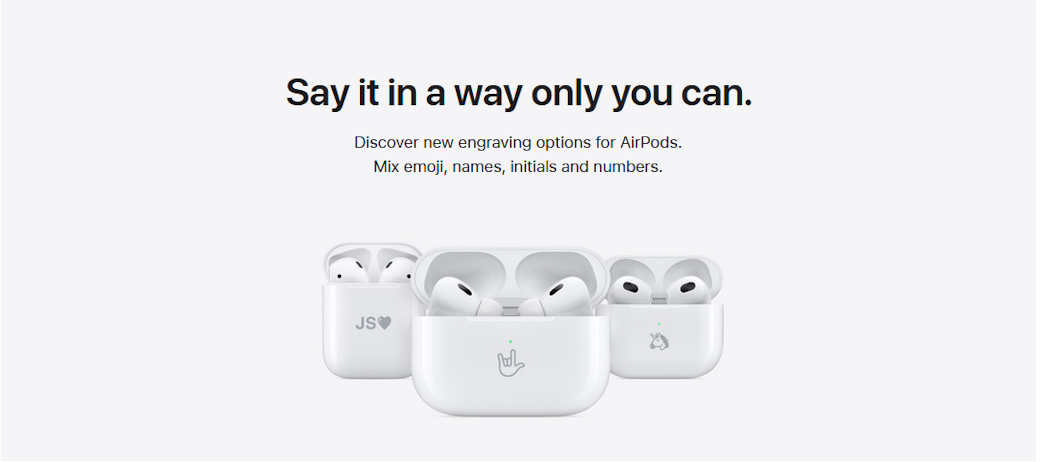 Say it in a way only you can.
Discover new engraving options for AirPods.
Mix emoji, names, initials and numbers.
JS🖤